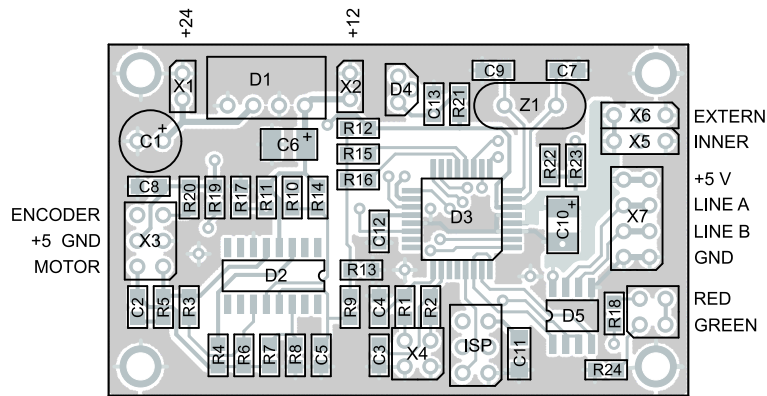 +24
+12
X1
D1
X2
D4
C13
R21
C9
C7
Z1
X6
EXTERN
X5
INNER
C1
+
C6
+
R12
R15
R16
R22
R23
+5 V
LINE A
LINE B
GND
X7
C8
R20
R19
R17
R11
R10
R14
C12
D3
C10
+
ENCODER
+5 GND
MOTOR
X3
D2
R13
C2
R5
R3
R9
C4
R1
R2
D5
R18
RED
GREEN
R4
R6
R7
R8
C5
C3
X4
ISP
C11
R24